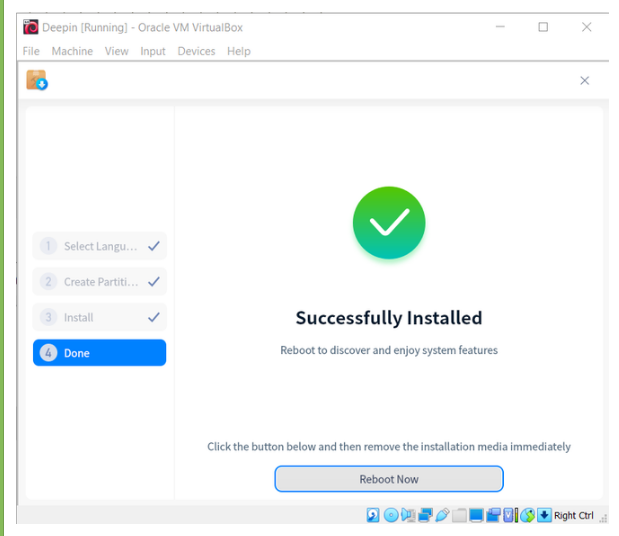 Deepin [Running] - Oracle VM VirtualBox
File Machine View Input Devices Help
1 Select Langu...
2 Create Partiti...
3 Install
4 Done
Successfully Installed
Reboot to discover and enjoy system features
Click the button below and then remove the installation media immediately
Reboot Now
Right Ctrl